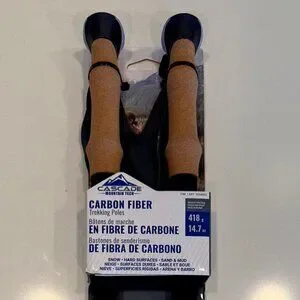 CASCADE
MOUNTAIN TECH
CARBON FIBER
Trekking Poles
Bâtons de marche
EN FIBRE DE CARBONE
Bastones de senderismo
DE FIBRA DE CARBONO
418 g
14.7 oz
SNOW - HARD SURFACES - SAND & MUD
NEIGE - SURFACES DURES - SABLE ET BOUE
NIEVE - SUPERFICIES RÍGIDAS - ARENA Y BARRO